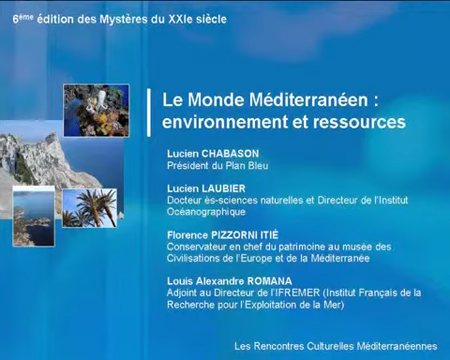 6ème édition des Mystères du XXIe siècle
Le Monde Méditerranéen :
environnement et ressources
Lucien CHABASON
Président du Plan Bleu
Lucien LAUBIER
Docteur ès-sciences naturelles et Directeur de l'Institut
Océanographique
Florence PIZZORNI ITIÉ
Conservateur en chef du patrimoine au musée des
Civilisations de l'Europe et de la Méditerranée
Louis Alexandre ROMANA
Adjoint au Directeur de l'IFREMER (Institut Français de la
Recherche pour l'Exploitation de la Mer)
Les Rencontres Culturelles Méditerranéennes